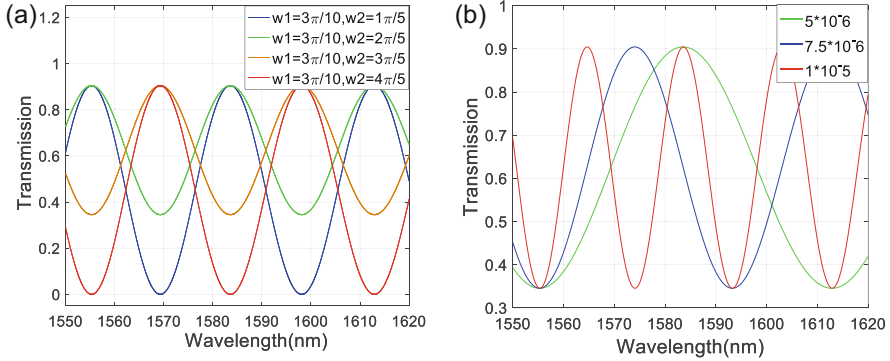 (a)
w1=3π/10,w2=1π/5
w1=3π/10,w2=2π/5
w1=3π/10,w2=3π/5
w1=3π/10,w2=4π/5
1.2
1
0.8
0.6
0.4
0.2
0
Transmission
1550 1560 1570 1580 1590 1600 1610 1620
Wavelength(nm)
(b)
5*10-6
7.5*10-6
1*10-5
1
0.9
0.8
0.7
0.6
0.5
0.4
0.3
Transmission
1550 1560 1570 1580 1590 1600 1610 1620
Wavelength(nm)